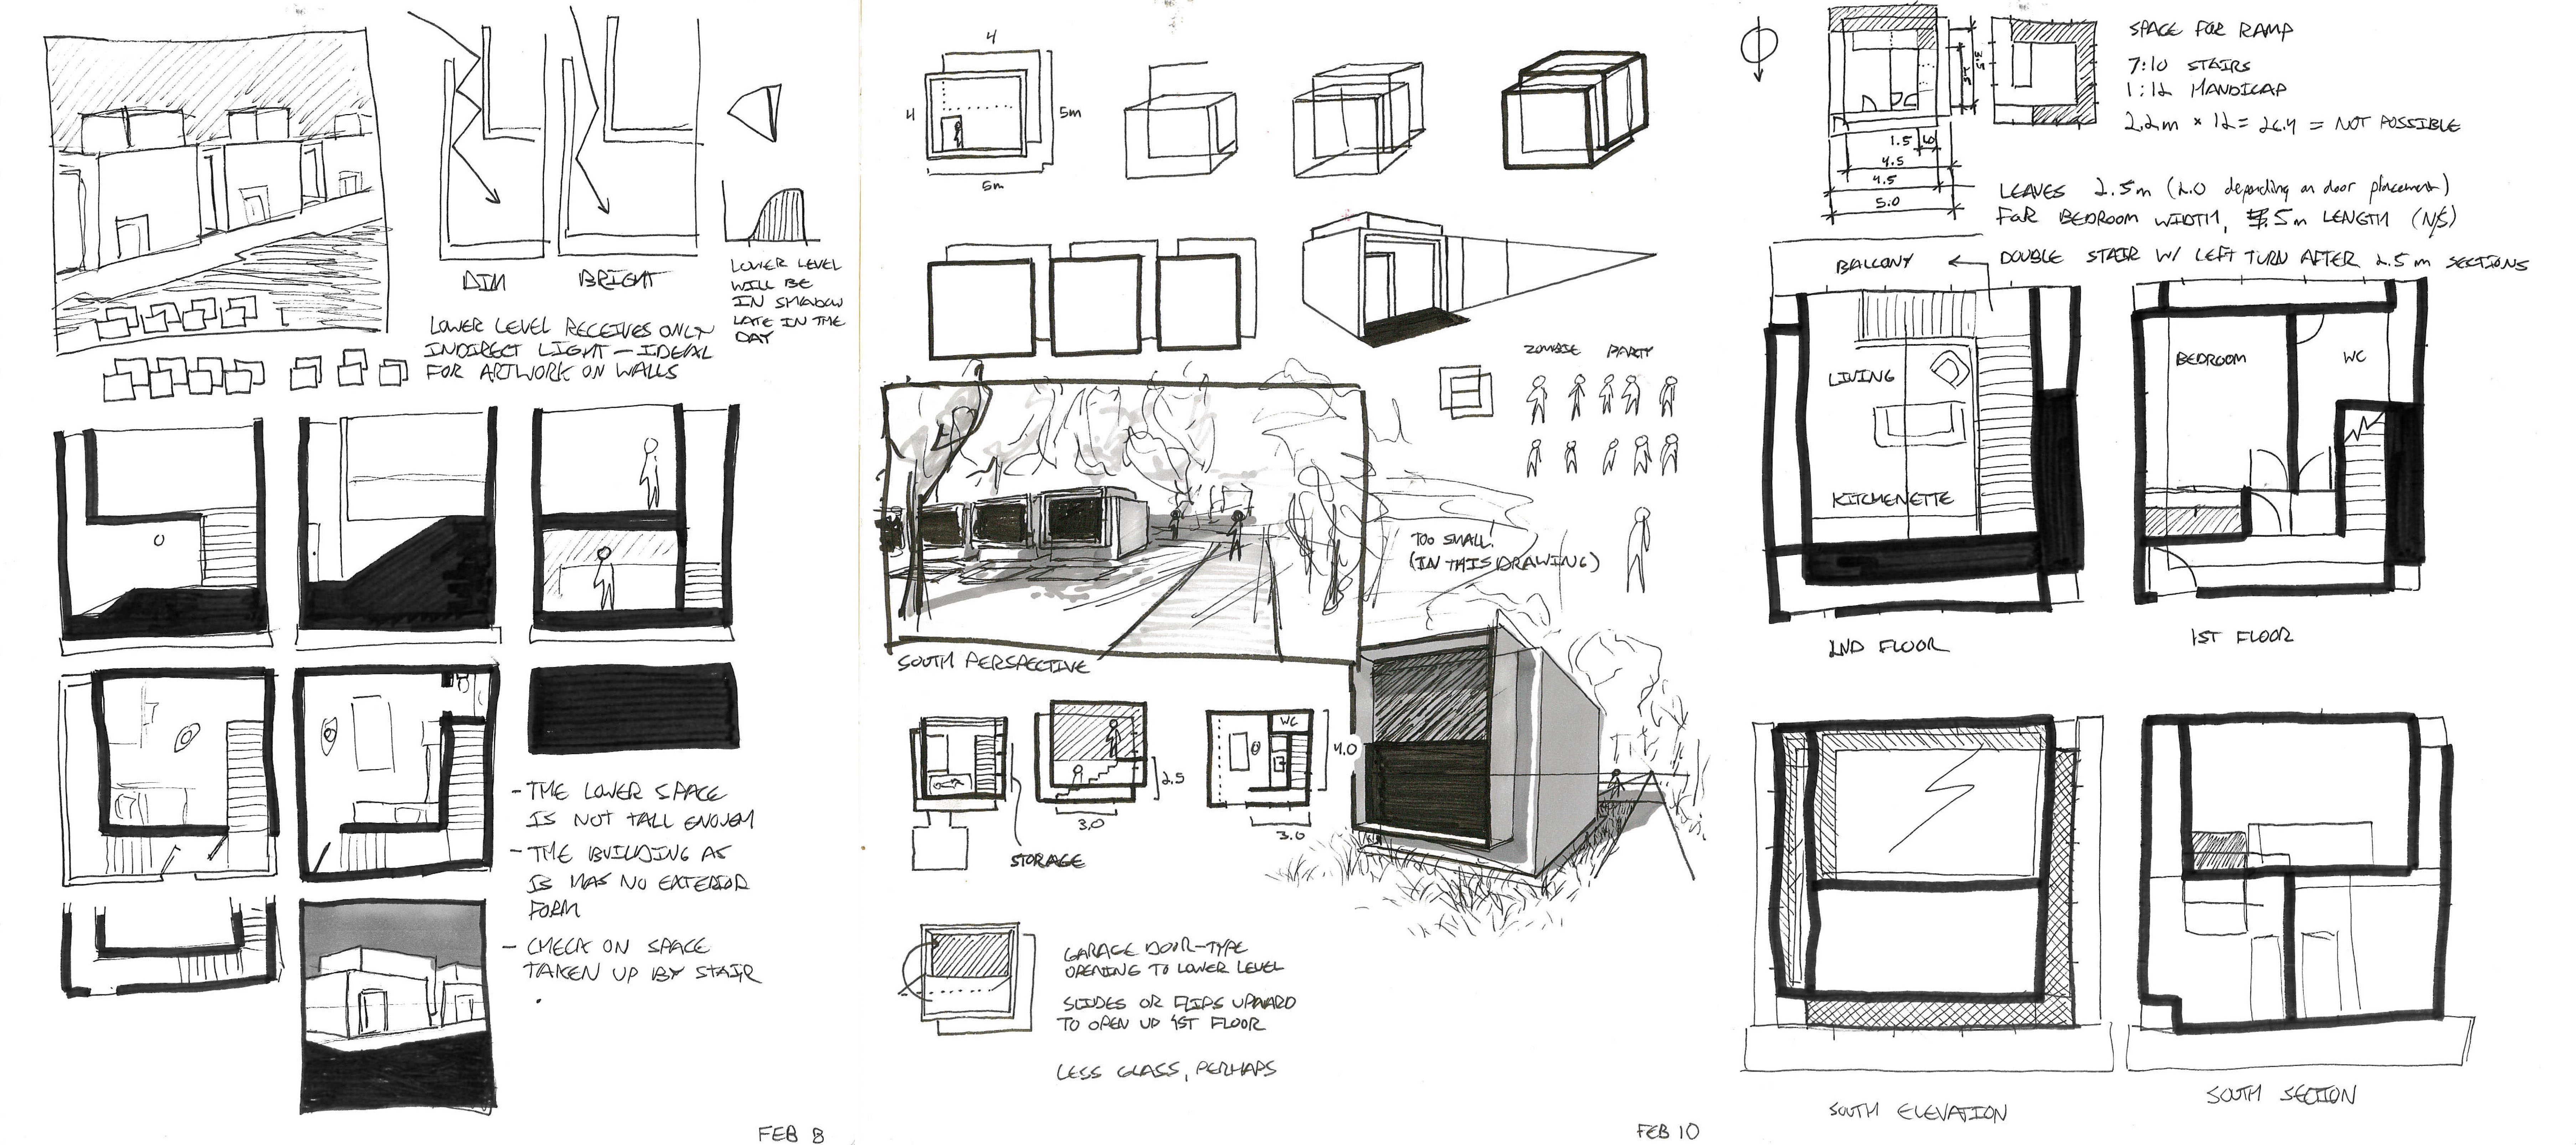 DIM
BRIGHT
LOWER LEVEL
WILL BE
IN SHADOW
LATE IN THE
DAY
LOWER LEVEL RECEIVES ONLY
INDIRECT LIGHT — IDEAL
FOR ARTWORK ON WALLS
- THE LOWER SPACE
IS NOT TALL ENOUGH
- THE BUILDING AS
IS HAS NO EXTERIOR
FORM
- CHECK ON SPACE
TAKEN UP BY STAIR
FEB 8
4
4
5m
5m
ZOMBIE PARTY
TOO SMALL!
(IN THIS DRAWING)
SOUTH PERSPECTIVE
WC
4.0
2.5
3.0
3.0
STORAGE
GARAGE DOOR-TYPE
OPENING TO LOWER LEVEL
SLIDES OR FLIPS UPWARD
TO OPEN UP 1ST FLOOR
LESS GLASS, PERHAPS
FEB 10
SPACE FOR RAMP
7:10 STAIRS
1:12 HANDICAP
2.2m × 12 = 26.4 = NOT POSSIBLE
1.5
4.5
4.5
5.0
LEAVES 2.5m (2.0 depending on door placement)
FOR BEDROOM WIDTH, .5m LENGTH (N/S)
DOUBLE STAIR W/ LEFT TURN AFTER 2.5m SECTIONS
BALCONY
LIVING
KITCHENETTE
2ND FLOOR
BEDROOM
WC
1ST FLOOR
SOUTH ELEVATION
SOUTH SECTION